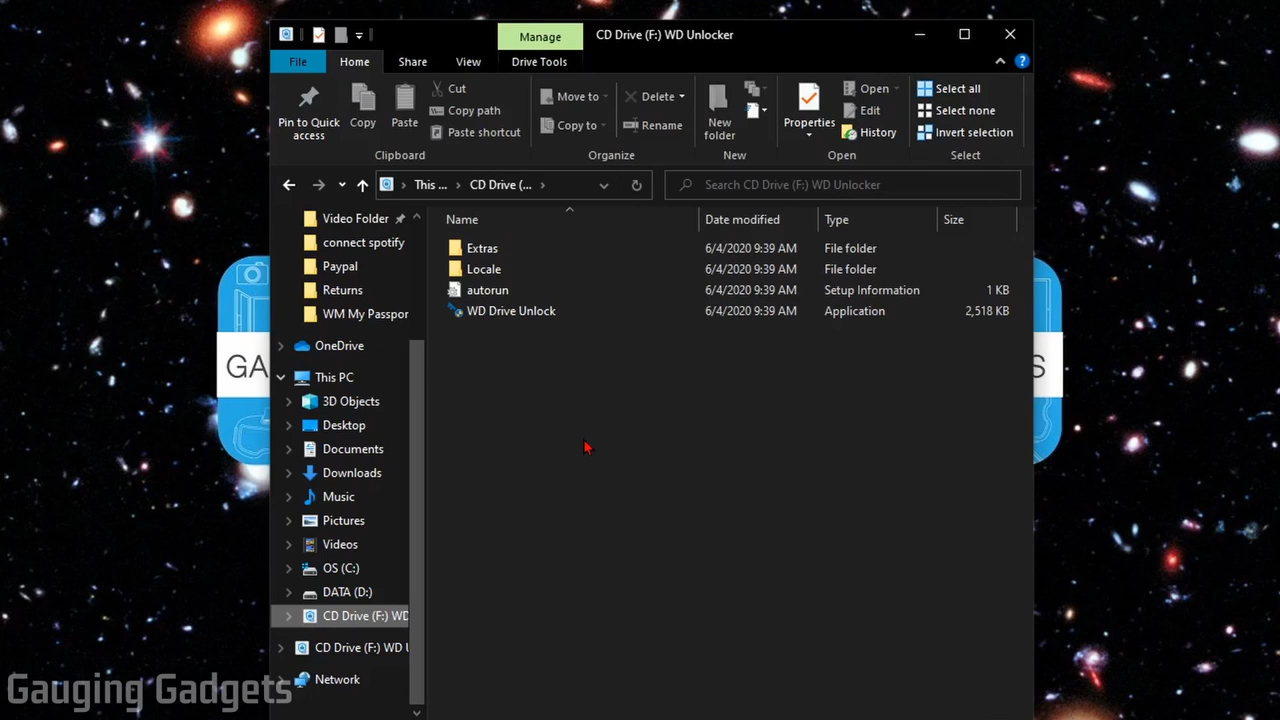 Manage
CD Drive (F:) WD Unlocker
File
Home
Share
View
Drive Tools
Pin to Quick access
Copy
Paste
Cut
Copy path
Paste shortcut
Clipboard
Move to
Copy to
Delete
Rename
Organize
New folder
New
Properties
Open
Edit
History
Open
Select all
Select none
Invert selection
Select
This ...
CD Drive (...
Search CD Drive (F:) WD Unlocker
Name Date modified Type Size
Extras 6/4/2020 9:39 AM File folder
Locale 6/4/2020 9:39 AM File folder
autorun 6/4/2020 9:39 AM Setup Information 1 KB
WD Drive Unlock 6/4/2020 9:39 AM Application 2,518 KB
Video Folder
connect spotify
Paypal
Returns
WM My Passpor
OneDrive
This PC
3D Objects
Desktop
Documents
Downloads
Music
Pictures
Videos
OS (C:)
DATA (D:)
CD Drive (F:) WD
CD Drive (F:) WD U
Network
GA
S
Gauging Gadgets